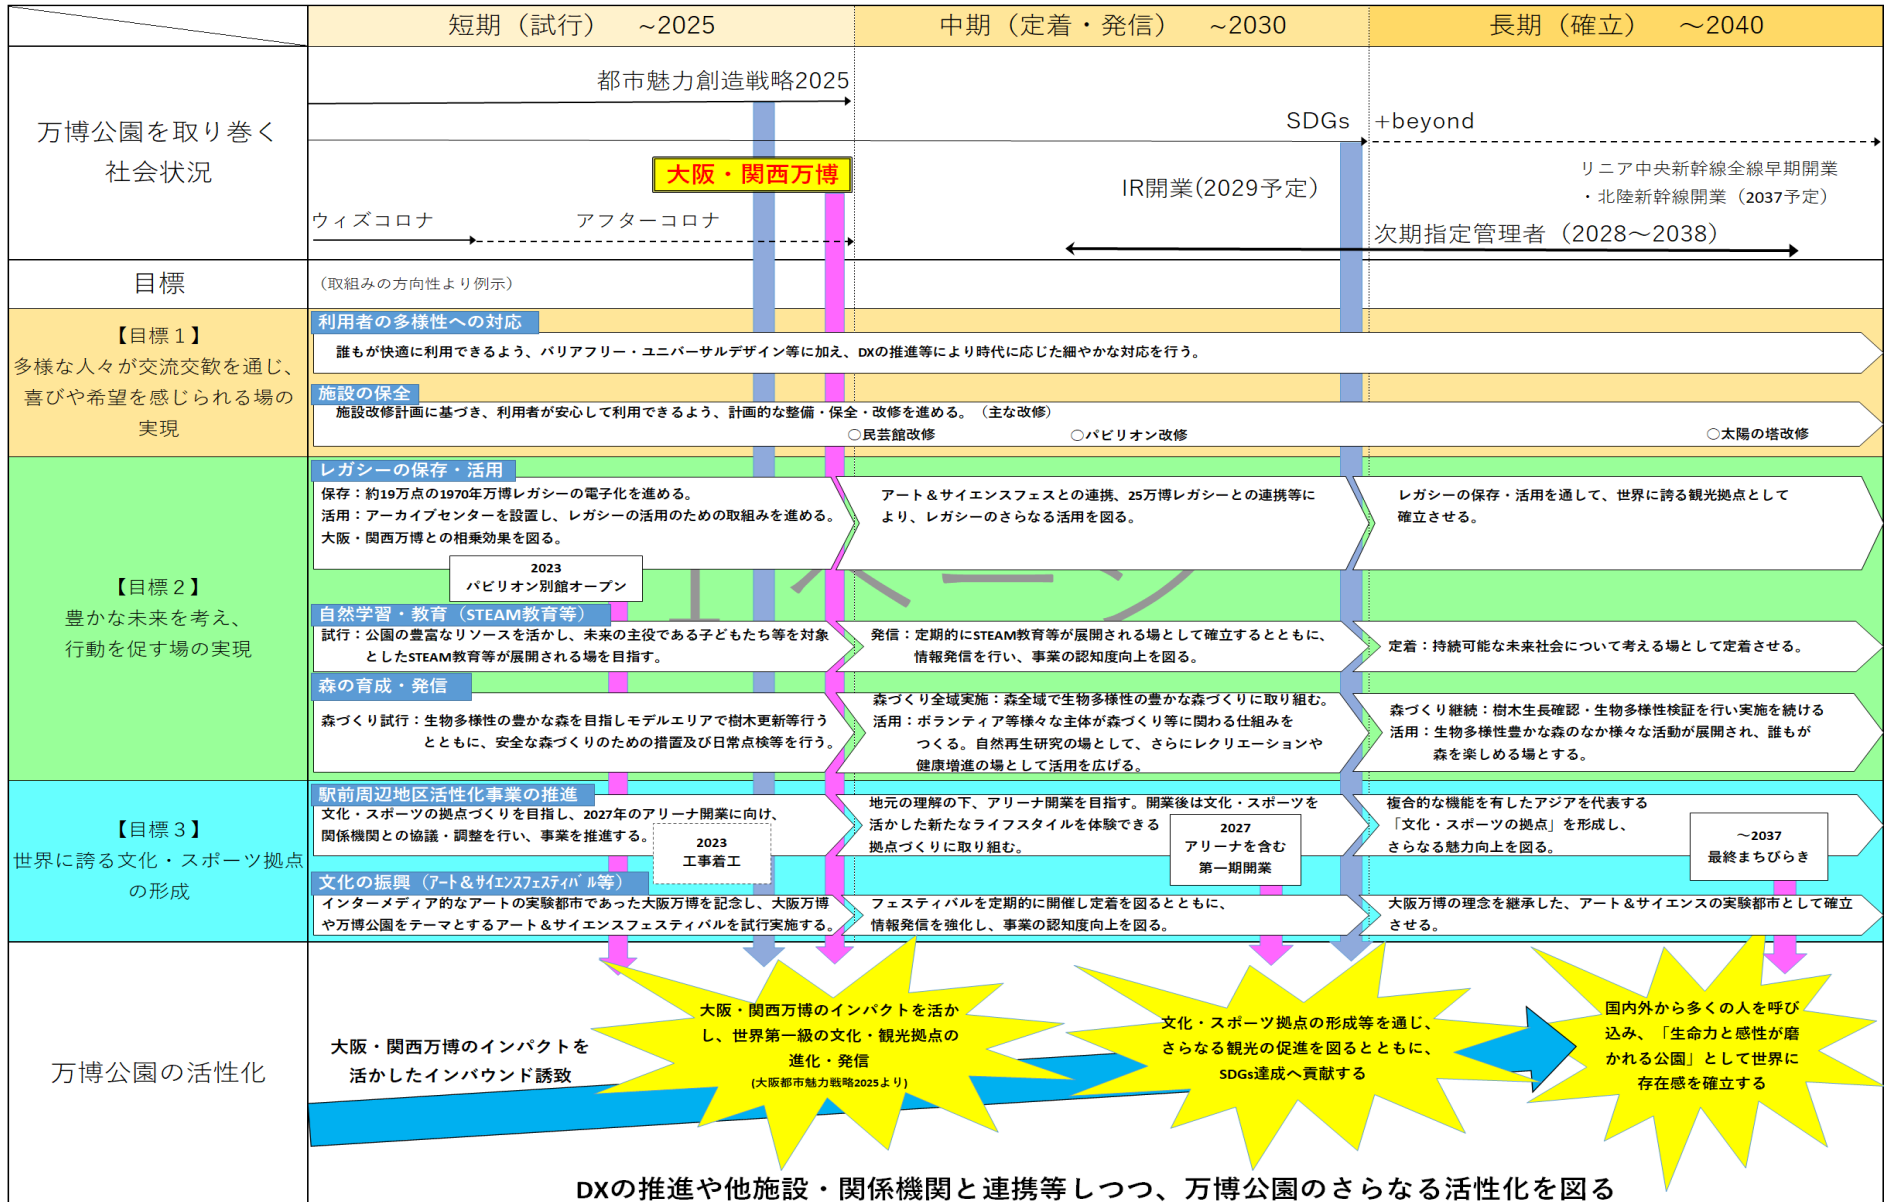 短期（試行）　～2025
中期（定着・発信）　～2030
長期（確立）　～2040
万博公園を取り巻く
社会状況
都市魅力創造戦略2025
SDGs
+beyond
大阪・関西万博
IR開業(2029予定)
リニア中央新幹線全線早期開業
・北陸新幹線開業（2037予定）
ウィズコロナ
アフターコロナ
次期指定管理者（2028～2038）
目標
（取組みの方向性より例示）
【目標１】
多様な人々が交流交歓を通じ、
喜びや希望を感じられる場の
実現
利用者の多様性への対応
誰もが快適に利用できるよう、バリアフリー・ユニバーサルデザイン等に加え、DXの推進等により時代に応じた細やかな対応を行う。
施設の保全
施設改修計画に基づき、利用者が安心して利用できるよう、計画的な整備・保全・改修を進める。（主な改修）
○民芸館改修
○パビリオン改修
○太陽の塔改修
【目標２】
豊かな未来を考え、
行動を促す場の実現
レガシーの保存・活用
保存：約19万点の1970年万博レガシーの電子化を進める。
活用：アーカイブセンターを設置し、レガシーの活用のための取組みを進める。
大阪・関西万博との相乗効果を図る。
アート＆サイエンスフェスとの連携、25万博レガシーとの連携等に
より、レガシーのさらなる活用を図る。
レガシーの保存・活用を通して、世界に誇る観光拠点として
確立させる。
2023
パビリオン別館オープン
自然学習・教育（STEAM教育等）
試行：公園の豊富なリソースを活かし、未来の主役である子どもたち等を対象
としたSTEAM教育等が展開される場を目指す。
発信：定期的にSTEAM教育等が展開される場として確立するとともに、
情報発信を行い、事業の認知度向上を図る。
定着：持続可能な未来社会について考える場として定着させる。
森の育成・発信
森づくり試行：生物多様性の豊かな森を目指しモデルエリアで樹木更新等行う
とともに、安全な森づくりのための措置及び日常点検等を行う。
森づくり全域実施：森全域で生物多様性の豊かな森づくりに取り組む。
活用：ボランティア等様々な主体が森づくり等に関わる仕組みを
つくる。自然再生研究の場として、さらにレクリエーションや
健康増進の場として活用を広げる。
森づくり継続：樹木生長確認・生物多様性検証を行い実施を続ける
活用：生物多様性豊かな森のなか様々な活動が展開され、誰もが
森を楽しめる場とする。
【目標３】
世界に誇る文化・スポーツ拠点
の形成
駅前周辺地区活性化事業の推進
文化・スポーツの拠点づくりを目指し、2027年のアリーナ開業に向け、
関係機関との協議・調整を行い、事業を推進する。
2023
工事着工
地元の理解の下、アリーナ開業を目指す。開業後は文化・スポーツを
活かした新たなライフスタイルを体験できる
拠点づくりに取り組む。
2027
アリーナを含む
第一期開業
複合的な機能を有したアジアを代表する
「文化・スポーツの拠点」を形成し、
さらなる魅力向上を図る。
～2037
最終まちびらき
文化の振興（ｱｰﾄ＆ｻｲｴﾝｽﾌｪｽﾃｨﾊﾞﾙ等）
インターメディア的なアートの実験都市であった大阪万博を記念し、大阪万博
や万博公園をテーマとするアート＆サイエンスフェスティバルを試行実施する。
フェスティバルを定期的に開催し定着を図るとともに、
情報発信を強化し、事業の認知度向上を図る。
大阪万博の理念を継承した、アート＆サイエンスの実験都市として確立
させる。
万博公園の活性化
大阪・関西万博のインパクトを
活かしたインバウンド誘致
大阪・関西万博のインパクトを活か
し、世界第一級の文化・観光拠点の
進化・発信
(大阪都市魅力戦略2025より)
文化・スポーツ拠点の形成等を通じ、
さらなる観光の促進を図るとともに、
SDGs達成へ貢献する
国内外から多くの人を呼び
込み、「生命力と感性が磨
かれる公園」として世界に
存在感を確立する
DXの推進や他施設・関係機関と連携等しつつ、万博公園のさらなる活性化を図る